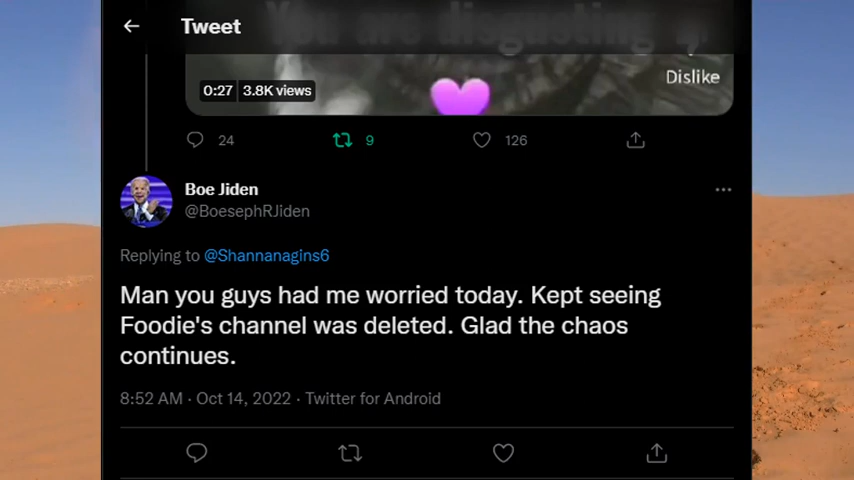 You are disgusting
Tweet
Dislike
0:27 3.8K views
24 9 126
Boe Jiden
@BoesephRJiden
Replying to @Shannanagins6
Man you guys had me worried today. Kept seeing
Foodie's channel was deleted. Glad the chaos
continues.
8:52 AM · Oct 14, 2022 · Twitter for Android